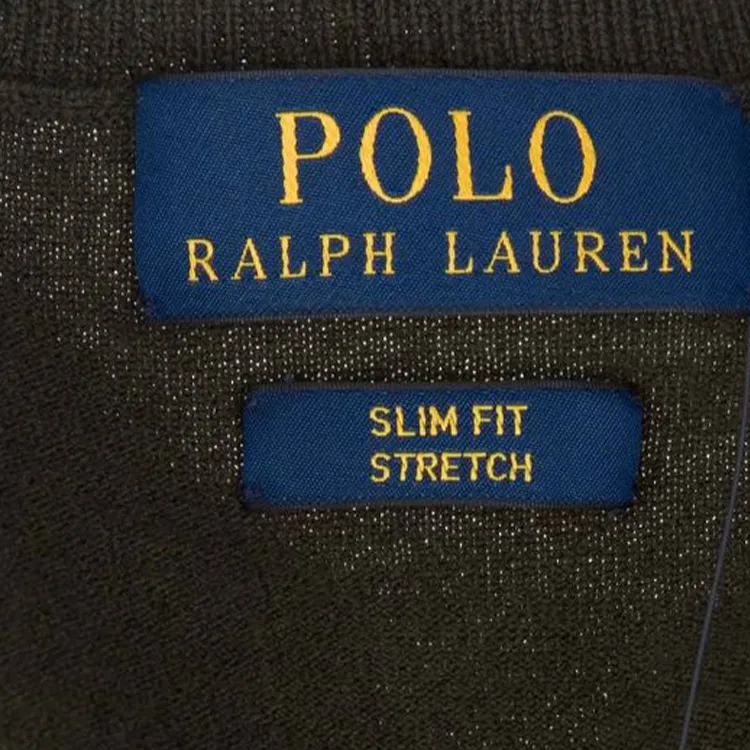 POLO
RALPH LAUREN
SLIM FIT
STRETCH